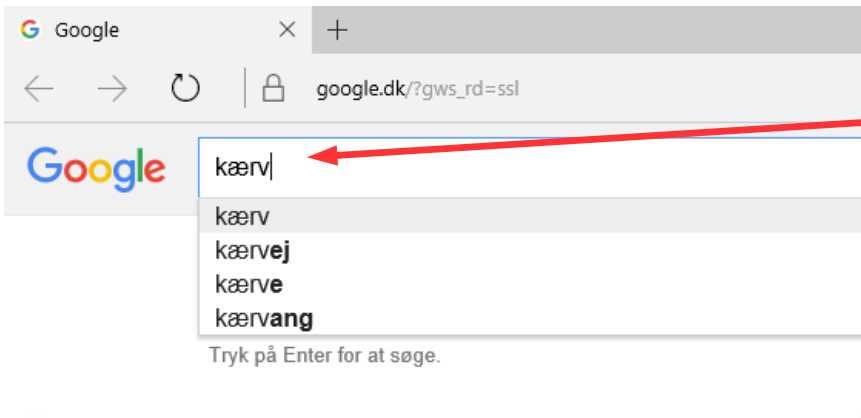 Google
google.dk/?gws_rd=ssl
Google
kærv
kærv
kærvej
kærve
kærvang
Tryk på Enter for at søge.